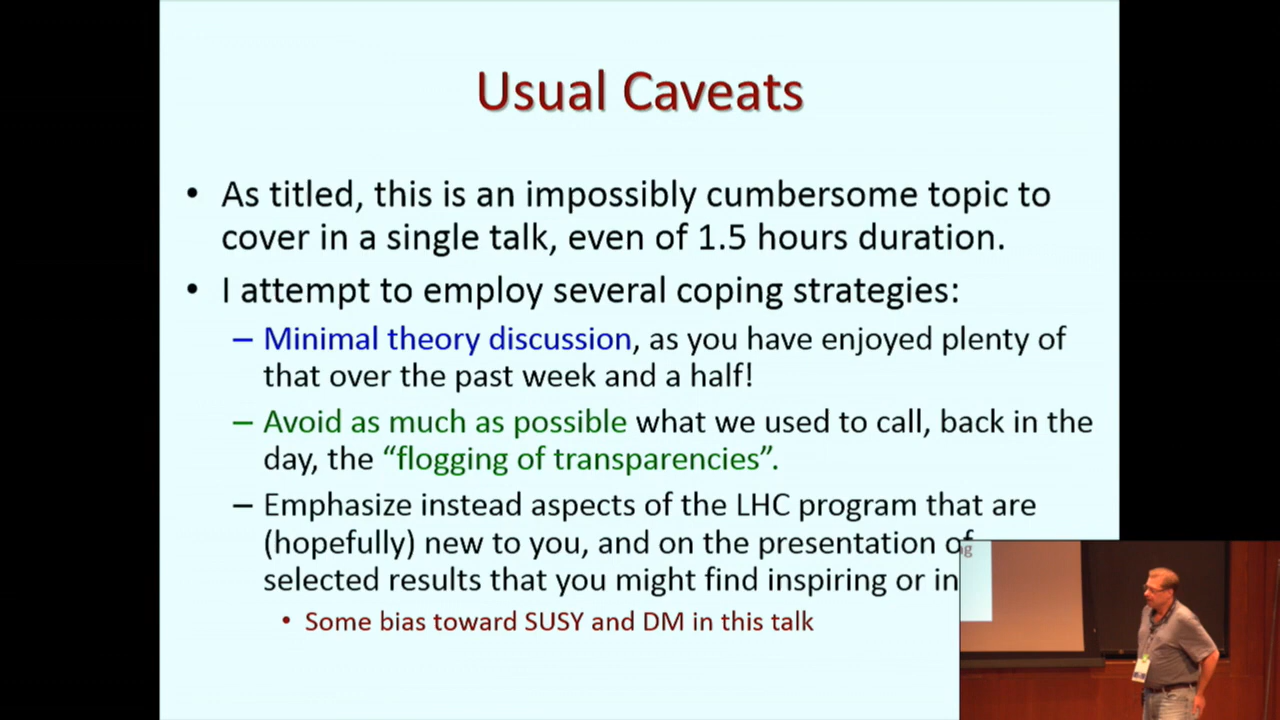 Usual Caveats
• As titled, this is an impossibly cumbersome topic to
cover in a single talk, even of 1.5 hours duration.
• I attempt to employ several coping strategies:
– Minimal theory discussion, as you have enjoyed plenty of
that over the past week and a half!
– Avoid as much as possible what we used to call, back in the
day, the “flogging of transparencies”.
– Emphasize instead aspects of the LHC program that are
(hopefully) new to you, and on the presentation of
selected results that you might find inspiring or in
• Some bias toward SUSY and DM in this talk